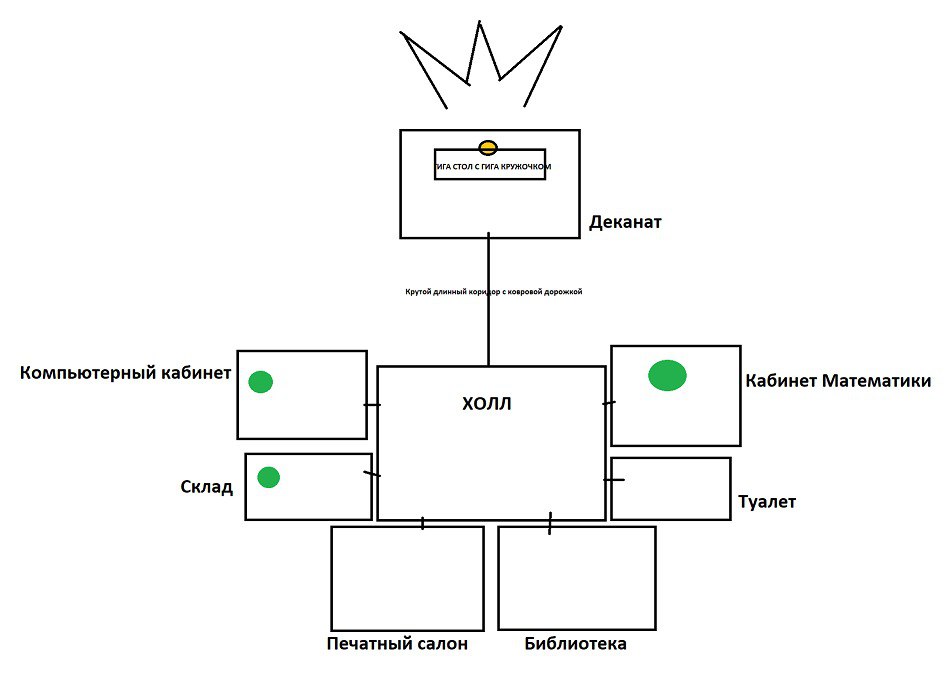 ГИГА СТОЛ С ГИГА КРУЖОЧКОМ
Деканат
Крутой длинный коридор с ковровой дорожкой
Компьютерный кабинет
Кабинет Математики
ХОЛЛ
Склад
Туалет
Печатный салон
Библиотека